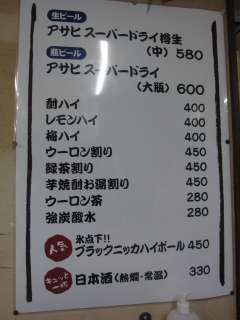 生ビール
アサヒ スーパードライ樽生
(中) 580
瓶ビール
アサヒ スーパードライ
(大瓶) 600
酎ハイ 400
レモンハイ 400
梅ハイ 400
ウーロン割り 450
緑茶割り 450
芋焼酎お湯割り 450
ウーロン茶 280
強炭酸水 280
人気 氷点下!!
ブラックニッカハイボール 450
キュッと一杯 日本酒(熱燗・常温) 330